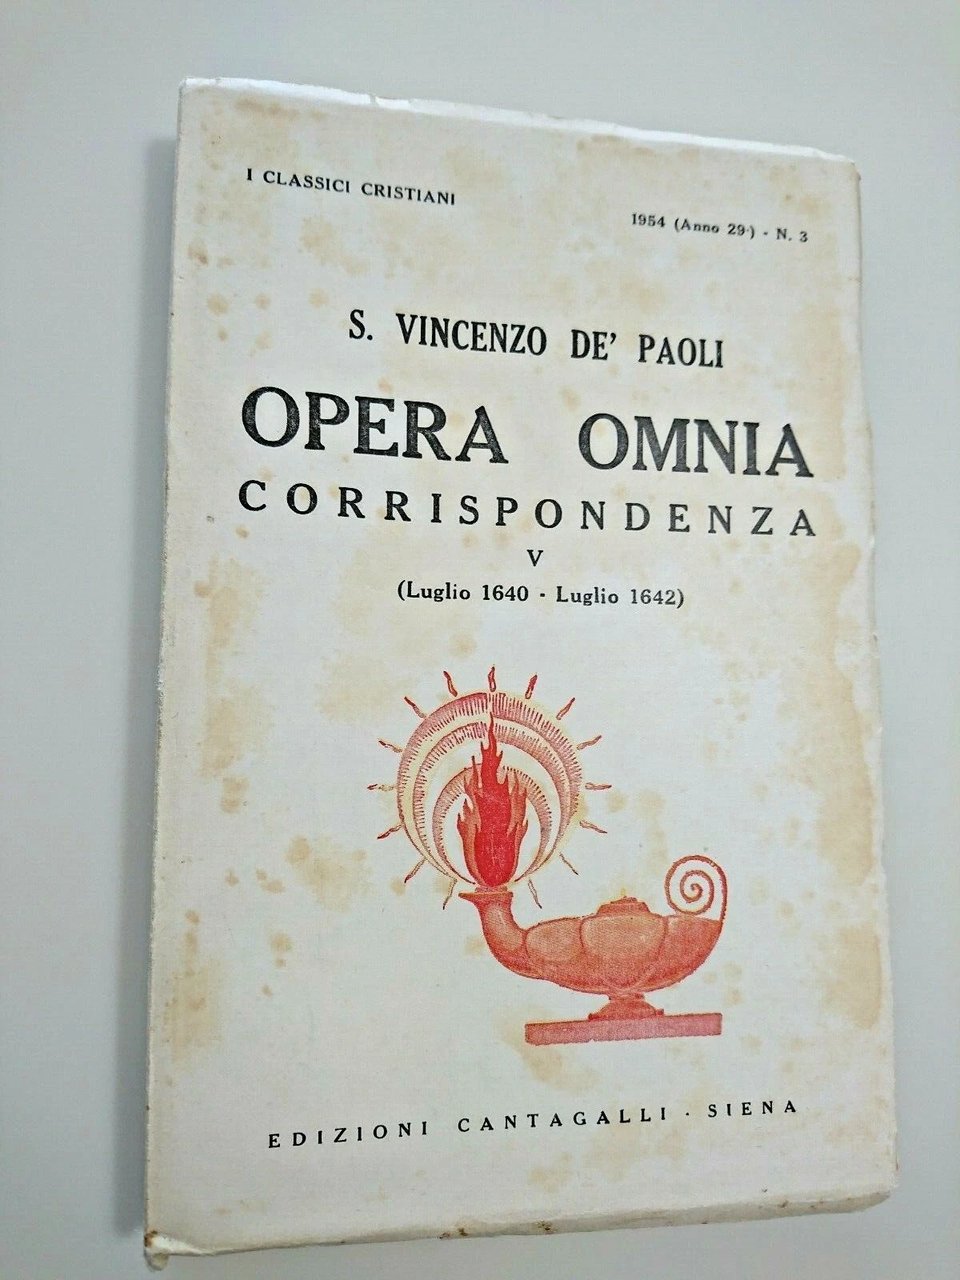 I CLASSICI CRISTIANI
1954 (Anno 29·) - N. 3
S. VINCENZO DE' PAOLI
OPERA OMNIA
CORRISPONDENZA
V
(Luglio 1640 - Luglio 1642)
EDIZIONI CANTAGALLI · SIENA